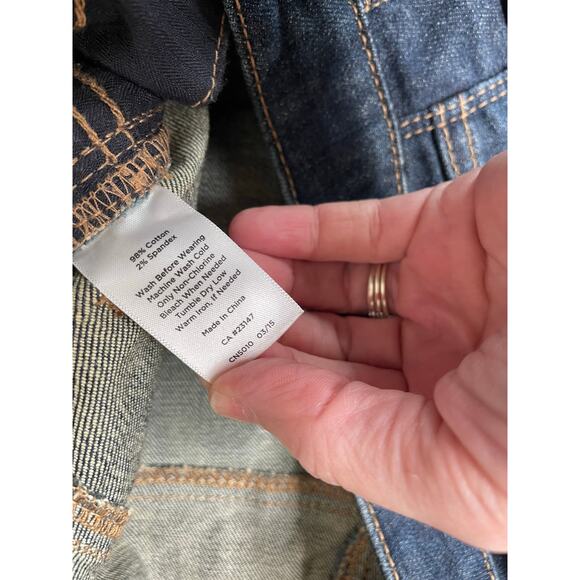 98% Cotton
2% Spandex
Wash Before Wearing
Machine Wash Cold
Only Non-Chlorine
Bleach When Needed
Tumble Dry Low
Warm Iron, If Needed
Made in China
CA #23147
CN5010 03/15